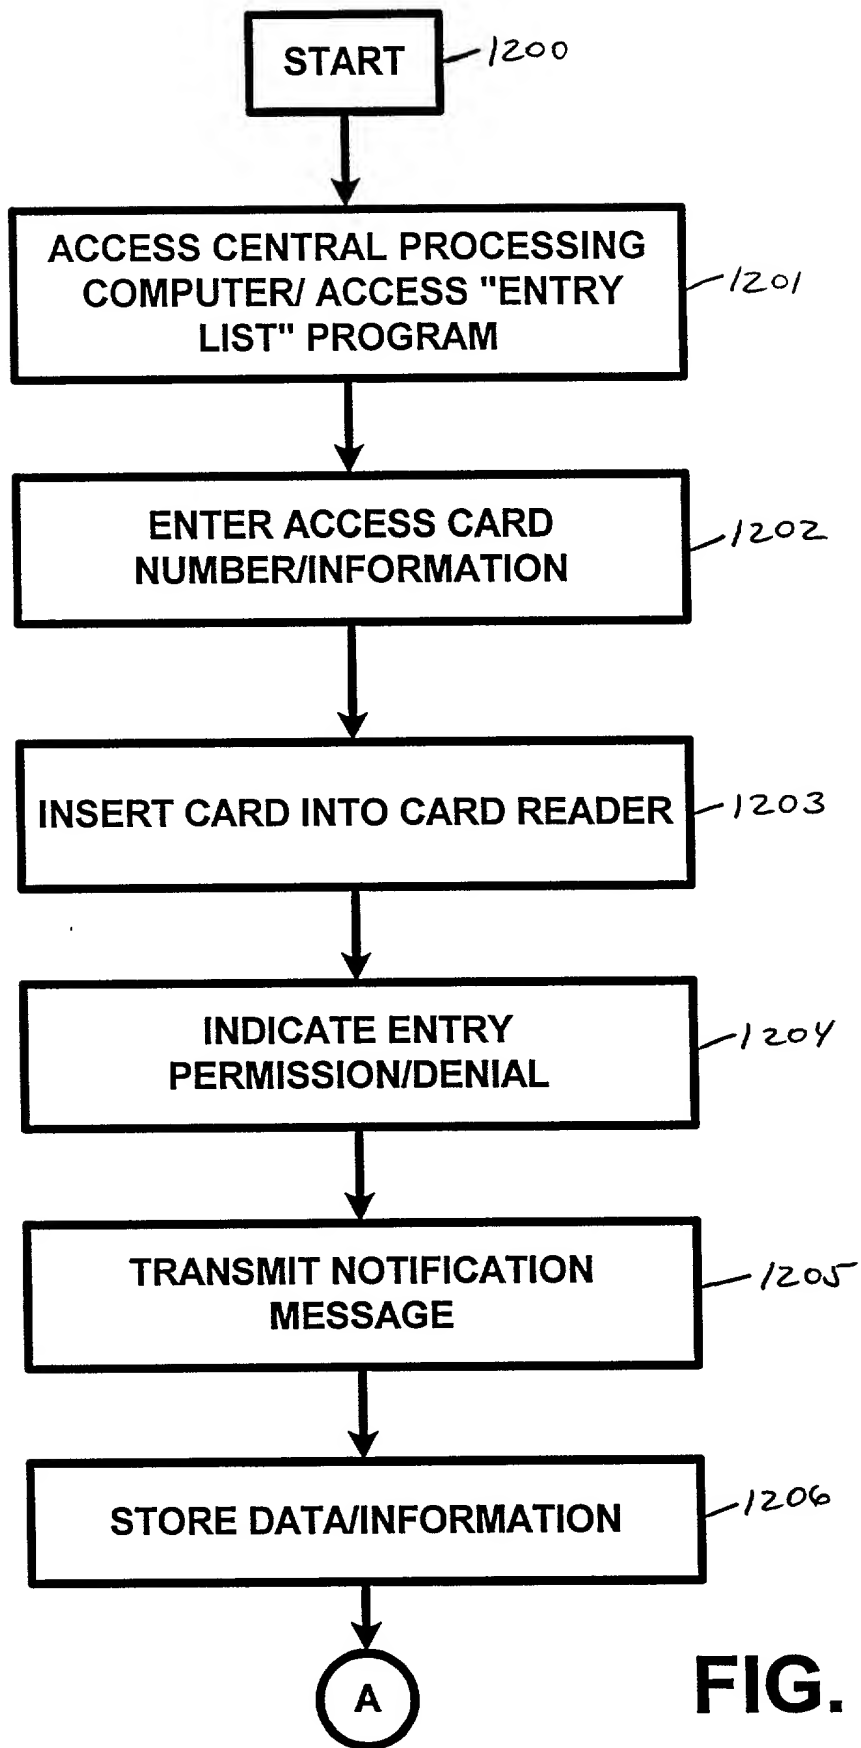 START
1200
ACCESS CENTRAL PROCESSING
COMPUTER/ ACCESS "ENTRY
LIST" PROGRAM
1201
ENTER ACCESS CARD
NUMBER/INFORMATION
1202
INSERT CARD INTO CARD READER
1203
INDICATE ENTRY
PERMISSION/DENIAL
1204
TRANSMIT NOTIFICATION
MESSAGE
1205
STORE DATA/INFORMATION
1206
A
FIG.